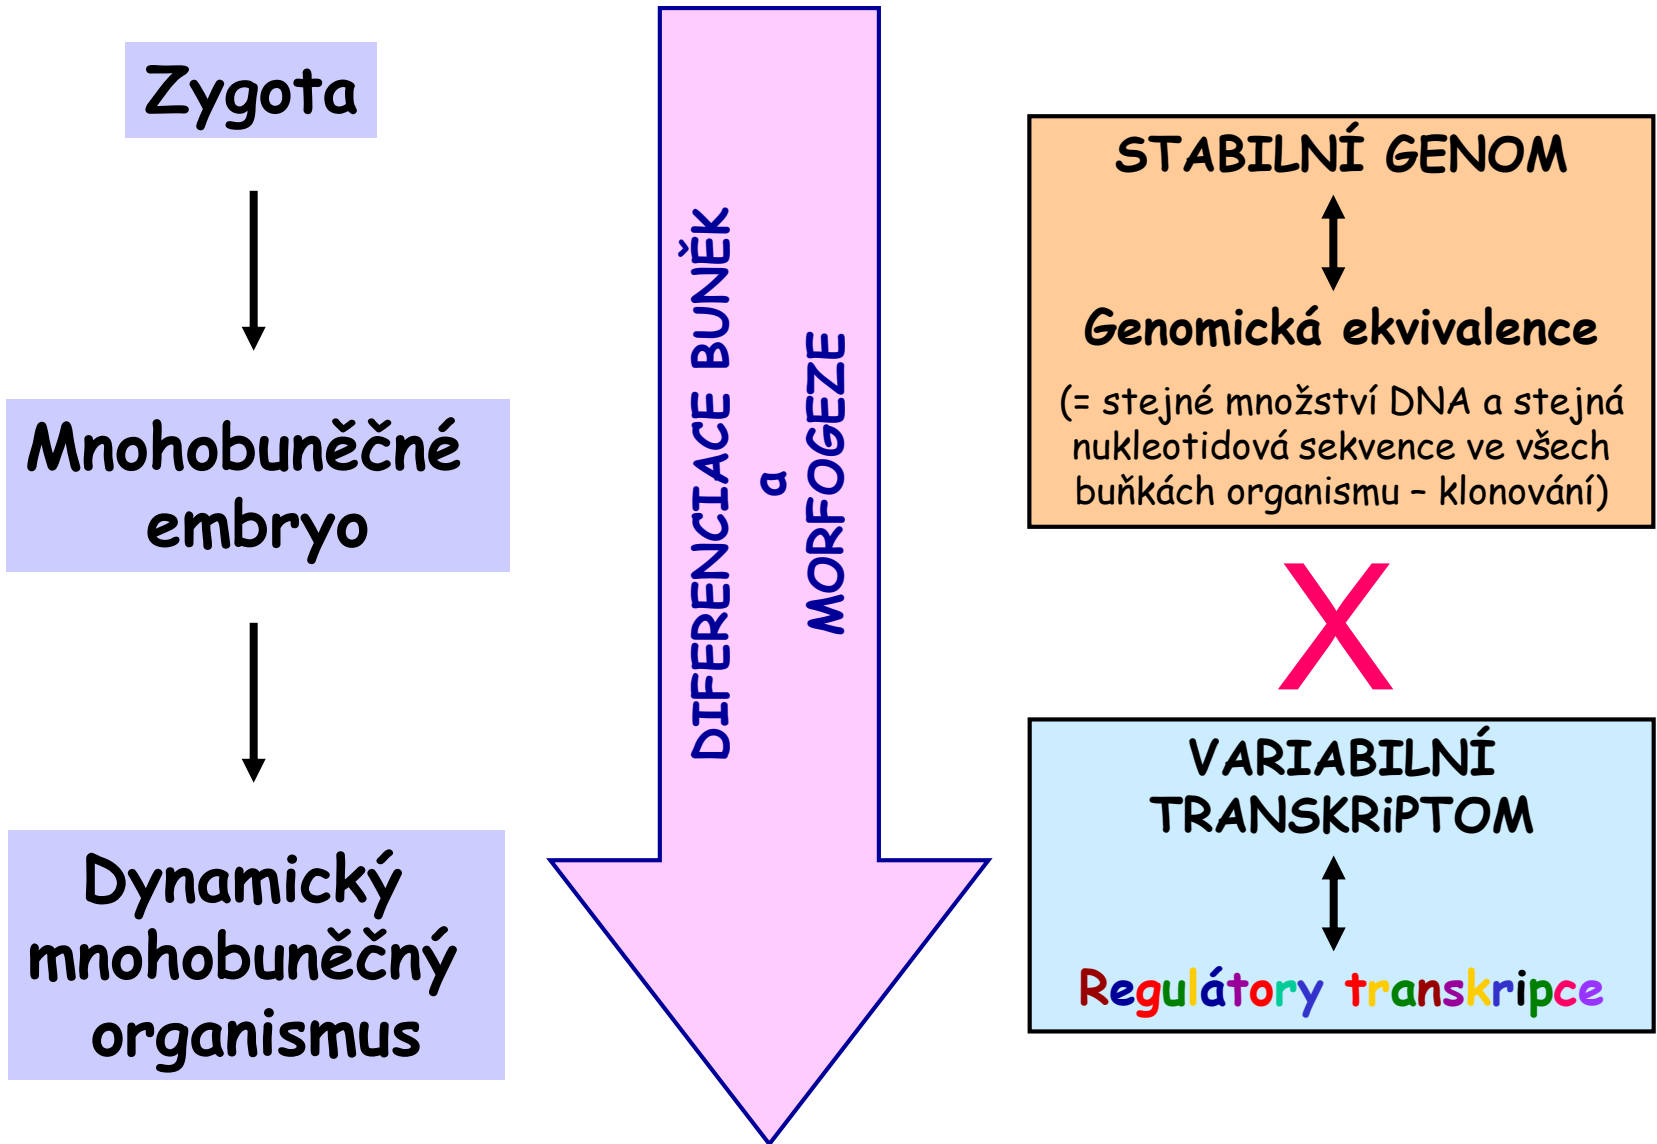 Zygota
Mnohobuněčné
embryo
Dynamický
mnohobuněčný
organismus
DIFERENCIACE BUNĚK
a
MORFOGEZE
STABILNÍ GENOM
Genomická ekvivalence
(= stejné množství DNA a stejná
nukleotidová sekvence ve všech
buňkách organismu – klonování)
X
VARIABILNÍ
TRANSKRiPTOM
Regulátory transkripce